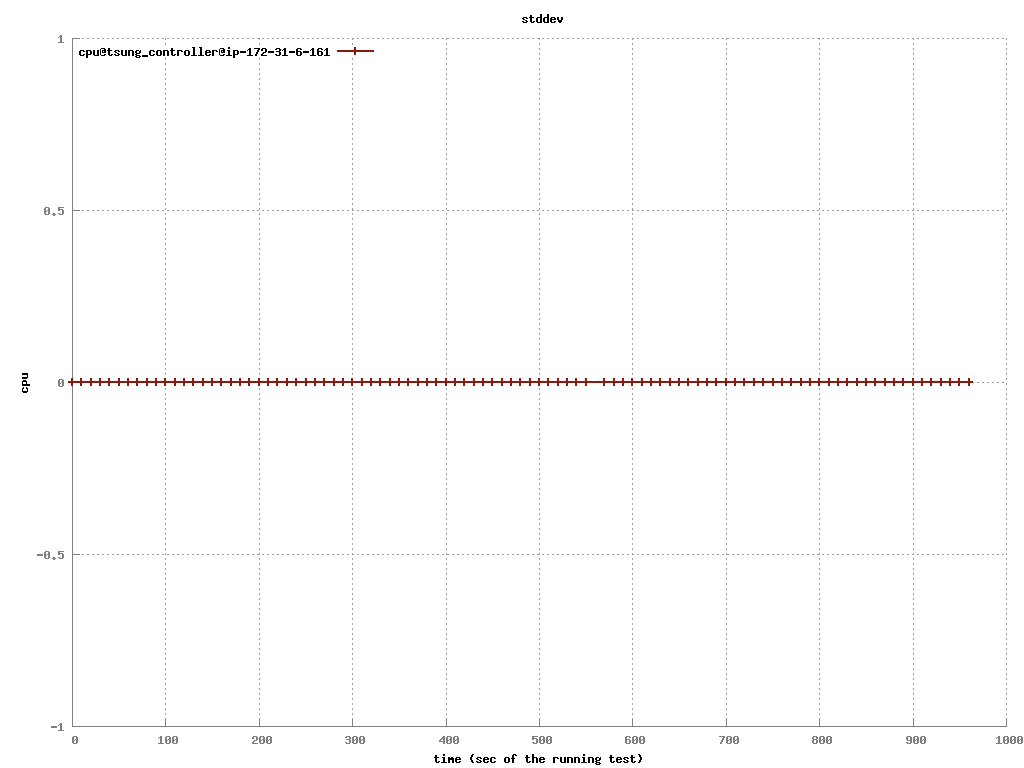 stddev
1
cpu@tsung_controller@ip-172-31-6-161
0.5
cpu
0
-0.5
-1
0 100 200 300 400 500 600 700 800 900 1000
time (sec of the running test)